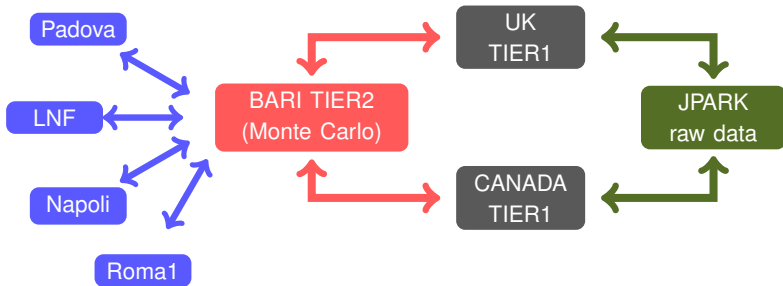 Padova
LNF
Napoli
Roma1
BARI TIER2
(Monte Carlo)
UK
TIER1
CANADA
TIER1
JPARK
raw data